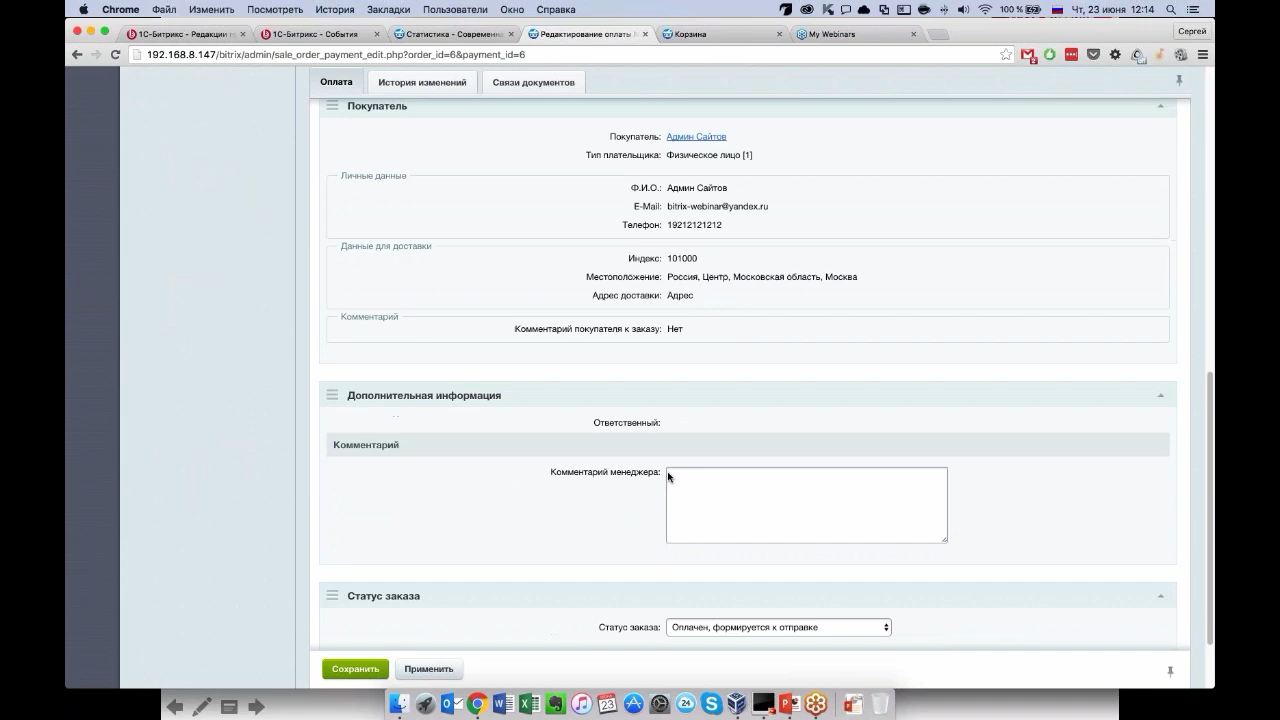 Chrome Файл Изменить Посмотреть История Закладки Пользователи Окно Справка 100 % Чт, 23 июня 12:14
1С-Битрикс - Редакции 1С-Битрикс - События Статистика - Современн Редактирование оплаты Корзина My Webinars Сергей
192.168.8.147/bitrix/admin/sale_order_payment_edit.php?order_id=6&payment_id=6
Оплата История изменений Связи документов
Покупатель
Покупатель: Админ Сайтов
Тип плательщика: Физическое лицо [1]
Личные данные
Ф.И.О.: Админ Сайтов
E-Mail: bitrix-webinar@yandex.ru
Телефон: 19212121212
Данные для доставки
Индекс: 101000
Местоположение: Россия, Центр, Московская область, Москва
Адрес доставки: Адрес
Комментарий
Комментарий покупателя к заказу: Нет
Дополнительная информация
Ответственный:
Комментарий
Комментарий менеджера:
Статус заказа
Статус заказа: Оплачен, формируется к отправке
Сохранить Применить
23 24